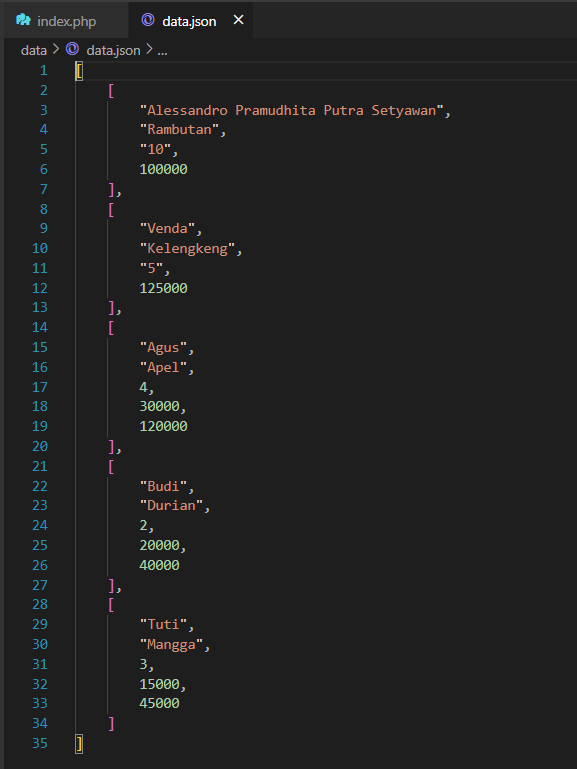 index.php data.json ×
data > data.json > ...
1 [
2 [
3 "Alessandro Pramudhita Putra Setyawan",
4 "Rambutan",
5 "10",
6 100000
7 ],
8 [
9 "Venda",
10 "Kelengkeng",
11 "5",
12 125000
13 ],
14 [
15 "Agus",
16 "Apel",
17 4,
18 30000,
19 120000
20 ],
21 [
22 "Budi",
23 "Durian",
24 2,
25 20000,
26 40000
27 ],
28 [
29 "Tuti",
30 "Mangga",
31 3,
32 15000,
33 45000
34 ]
35 ]